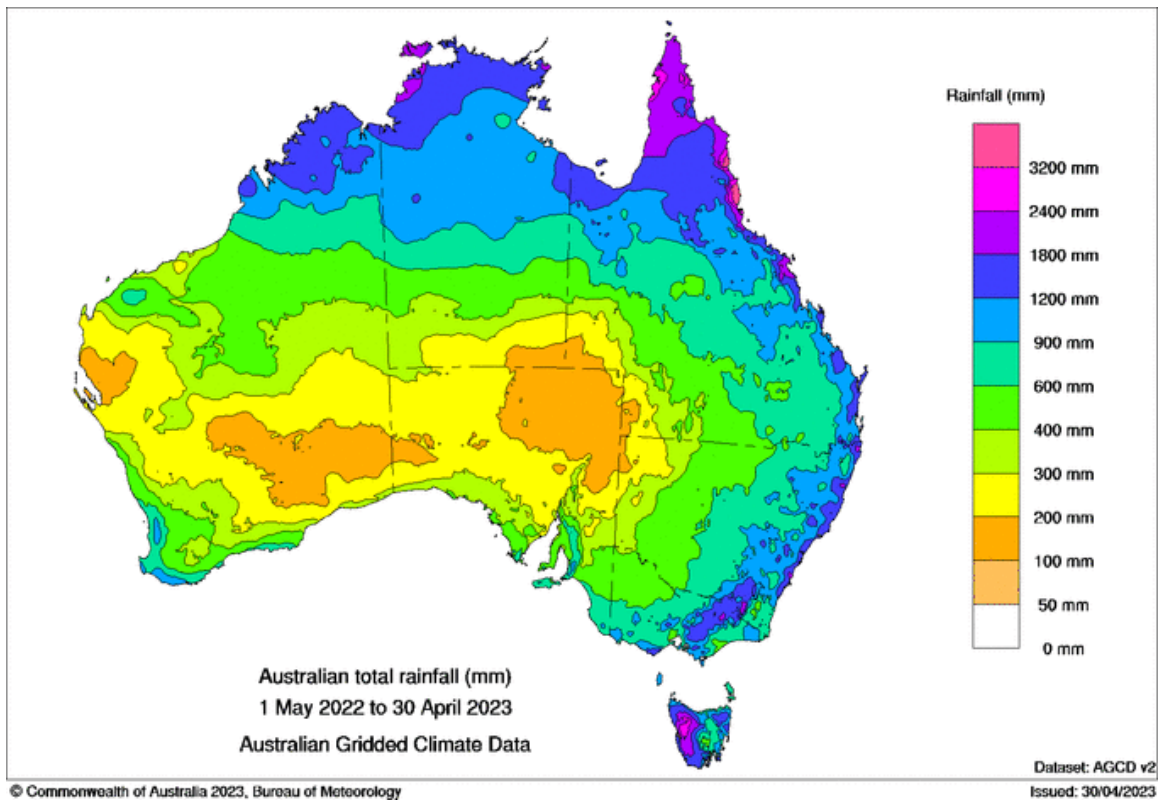 Rainfall (mm)
3200 mm
2400 mm
1800 mm
1200 mm
900 mm
600 mm
400 mm
300 mm
200 mm
100 mm
50 mm
0 mm
Australian total rainfall (mm)
1 May 2022 to 30 April 2023
Australian Gridded Climate Data
Dataset: AGCD v2
© Commonwealth of Australia 2023, Bureau of Meteorology
Issued: 30/04/2023